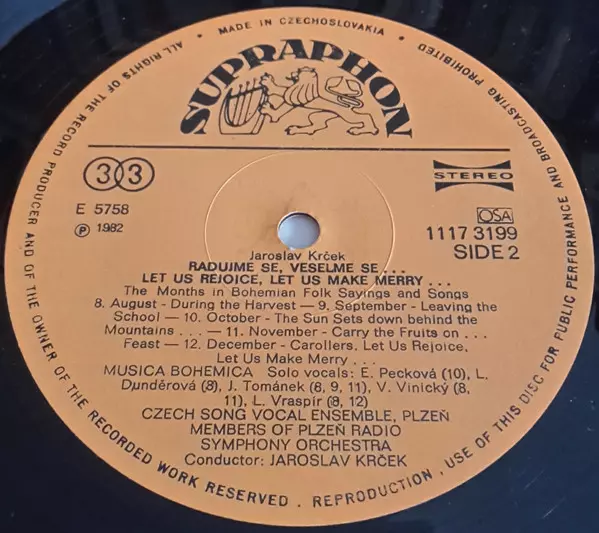 MADE IN CZECHOSLOVAKIA
ALL RIGHTS OF THE RECORD PRODUCER AND OF THE OWNER OF THE RECORDED WORK RESERVED. REPRODUCTION, USE OF THIS DISC FOR PUBLIC PERFORMANCE AND BROADCASTING PROHIBITED
SUPRAPHON
33
STEREO
E 5758
Ⓟ 1982
OSA
1117 3199
SIDE 2
Jaroslav Krček
RADUJME SE, VESELME SE...
LET US REJOICE, LET US MAKE MERRY...
The Months in Bohemian Folk Sayings and Songs
8. August - During the Harvest — 9. September - Leaving the
School — 10. October - The Sun Sets down behind the
Mountains ... — 11. November - Carry the Fruits on ...
Feast — 12. December - Carollers, Let Us Rejoice,
Let Us Make Merry ...
MUSICA BOHEMICA Solo vocals: E. Pecková (10), L.
Dunděrová (8), J. Tománek (8, 9, 11), V. Vinický (8,
11), L. Vraspír (8, 12)
CZECH SONG VOCAL ENSEMBLE, PLZEŇ
MEMBERS OF PLZEŇ RADIO
SYMPHONY ORCHESTRA
Conductor: JAROSLAV KRČEK